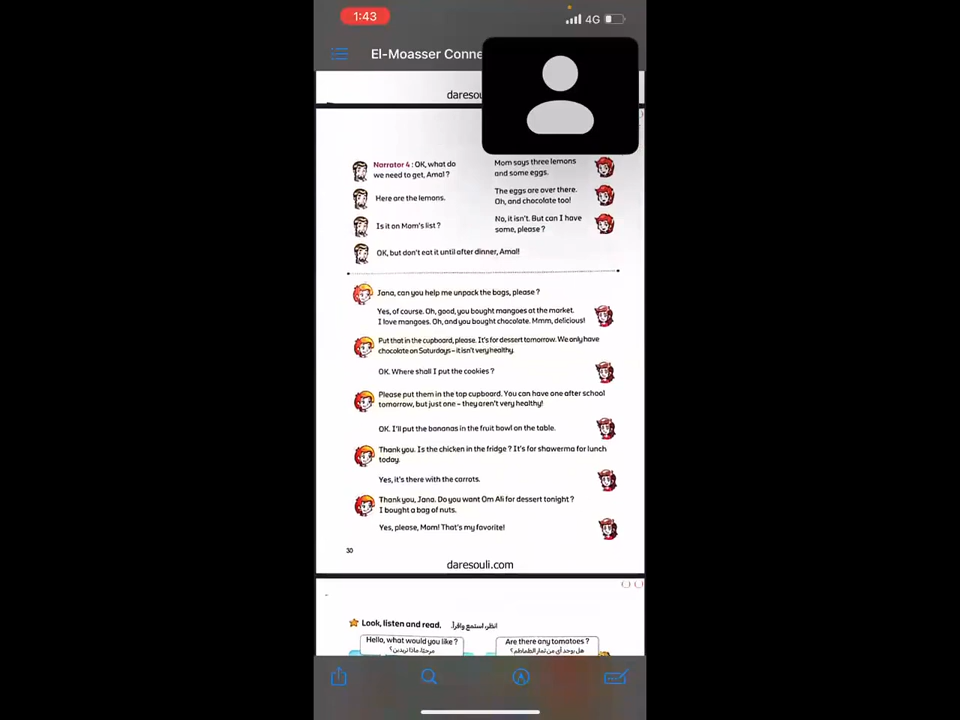 1:43
4G
El-Moasser Conne
daresou
Narrator 4 : OK, what do
we need to get, Amal ?
Mom says three lemons
and some eggs.
Here are the lemons.
The eggs are over there.
Oh, and chocolate too!
Is it on Mom's list ?
No, it isn't. But can I have
some, please ?
OK, but don't eat it until after dinner, Amal!
Jana, can you help me unpack the bags, please ?
Yes, of course. Oh, good, you bought mangoes at the market.
I love mangoes. Oh, and you bought chocolate. Mmm, delicious!
Put that in the cupboard, please. It's for dessert tomorrow. We only have
chocolate on Saturdays – it isn't very healthy.
OK. Where shall I put the cookies ?
Please put them in the top cupboard. You can have one after school
tomorrow, but just one – they aren't very healthy!
OK. I'll put the bananas in the fruit bowl on the table.
Thank you. Is the chicken in the fridge ? It's for shawerma for lunch
today.
Yes, it's there with the carrots.
Thank you, Jana. Do you want Om Ali for dessert tonight ?
I bought a bag of nuts.
Yes, please, Mom! That's my favorite!
30
daresouli.com
Look, listen and read. انظر، استمع واقرأ.
Hello, what would you like ?
مرحبًا، ماذا تريدين؟
Are there any tomatoes ?
هل يوجد أي من ثمار الطماطم؟